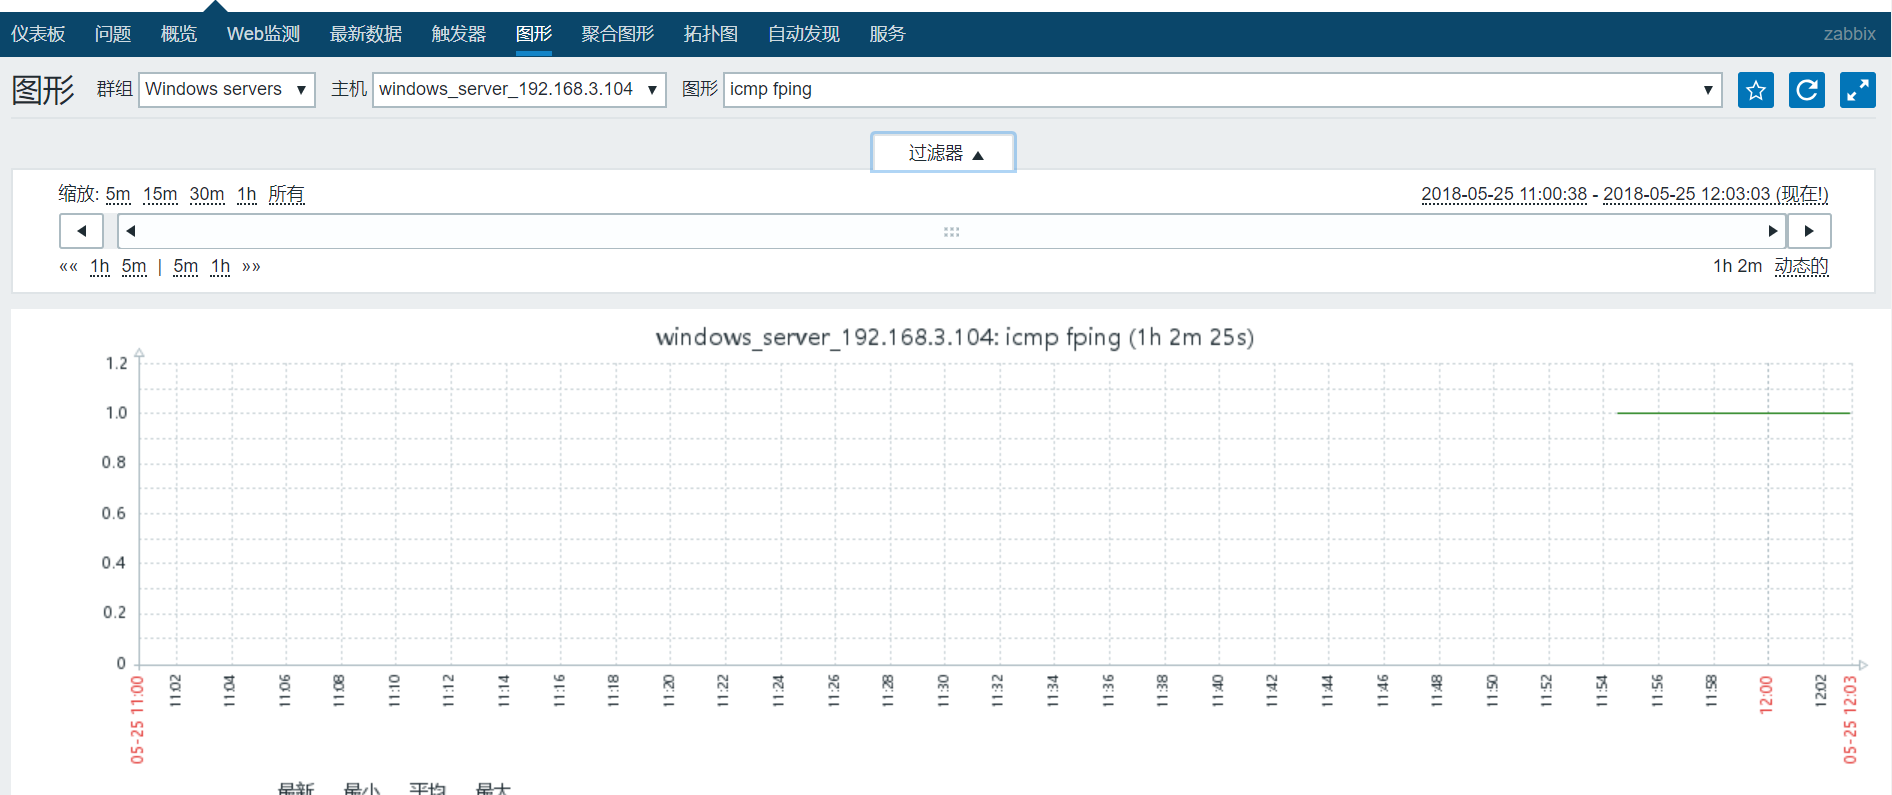 仪表板 问题 概览 Web监测 最新数据 触发器 图形 聚合图形 拓扑图 自动发现 服务 zabbix
图形 群组 Windows servers ▼ 主机 windows_server_192.168.3.104 ▼ 图形 icmp fping ▼
过滤器 ▲
缩放: 5m 15m 30m 1h 所有 2018-05-25 11:00:38 - 2018-05-25 12:03:03 (现在!)
«« 1h 5m | 5m 1h »» 1h 2m 动态的
windows_server_192.168.3.104: icmp fping (1h 2m 25s)
1.2
1.0
0.8
0.6
0.4
0.2
0
05-25 11:00 11:02 11:04 11:06 11:08 11:10 11:12 11:14 11:16 11:18 11:20 11:22 11:24 11:26 11:28 11:30 11:32 11:34 11:36 11:38 11:40 11:42 11:44 11:46 11:48 11:50 11:52 11:54 11:56 11:58 12:00 12:02 05-25 12:03
最新 最小 平均 最大